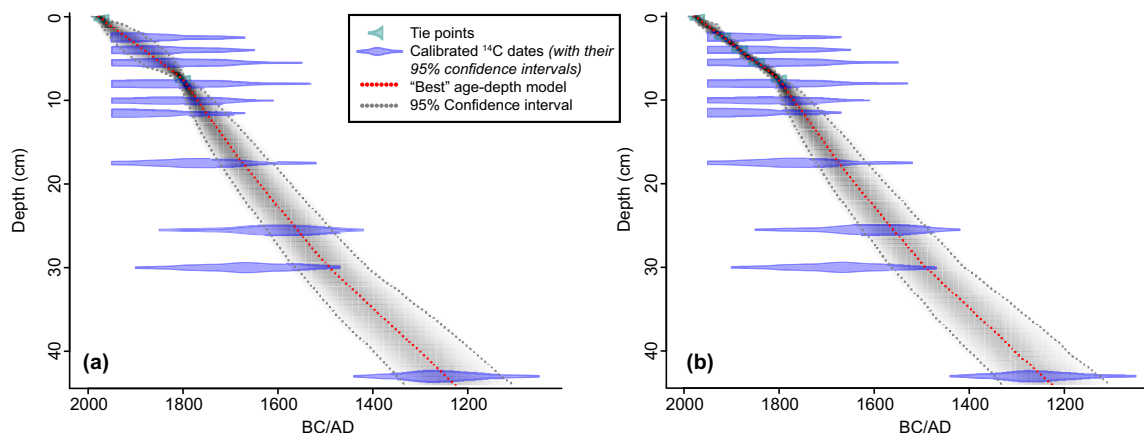 0
10
20
30
40
Depth (cm)
(a)
2000
1800
1600
1400
1200
BC/AD
Tie points
Calibrated ¹⁴C dates (with their
95% confidence intervals)
“Best” age-depth model
95% Confidence interval
0
10
20
30
40
Depth (cm)
(b)
2000
1800
1600
1400
1200
BC/AD